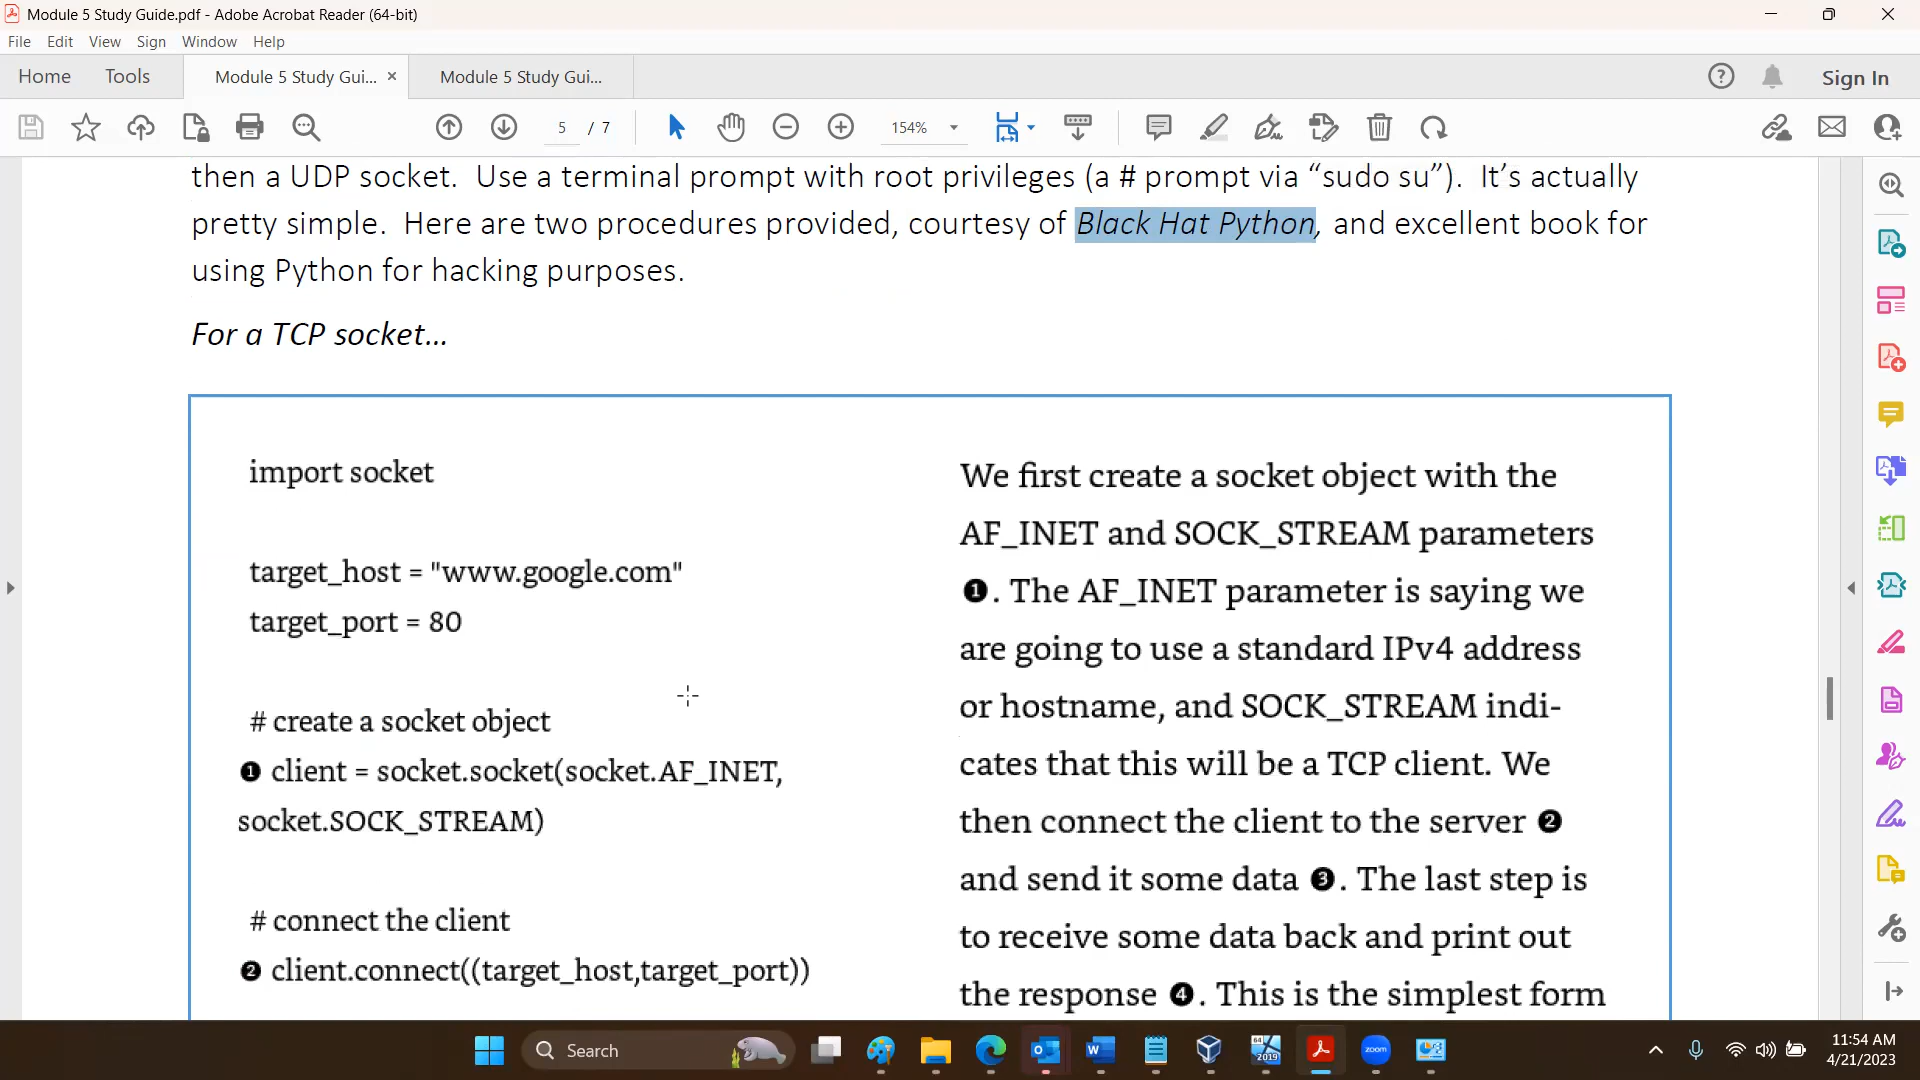 Module 5 Study Guide.pdf - Adobe Acrobat Reader (64-bit)
File Edit View Sign Window Help
Home Tools Module 5 Study Gui... × Module 5 Study Gui... Sign In
5 / 7 154%
then a UDP socket. Use a terminal prompt with root privileges (a # prompt via “sudo su”). It’s actually
pretty simple. Here are two procedures provided, courtesy of Black Hat Python, and excellent book for
using Python for hacking purposes.
For a TCP socket…
import socket
target_host = "www.google.com"
target_port = 80
# create a socket object
❶ client = socket.socket(socket.AF_INET,
socket.SOCK_STREAM)
# connect the client
❷ client.connect((target_host,target_port))
We first create a socket object with the
AF_INET and SOCK_STREAM parameters
❶. The AF_INET parameter is saying we
are going to use a standard IPv4 address
or hostname, and SOCK_STREAM indi-
cates that this will be a TCP client. We
then connect the client to the server ❷
and send it some data ❸. The last step is
to receive some data back and print out
the response ❹. This is the simplest form
Search
zoom
64
2019
11:54 AM
4/21/2023